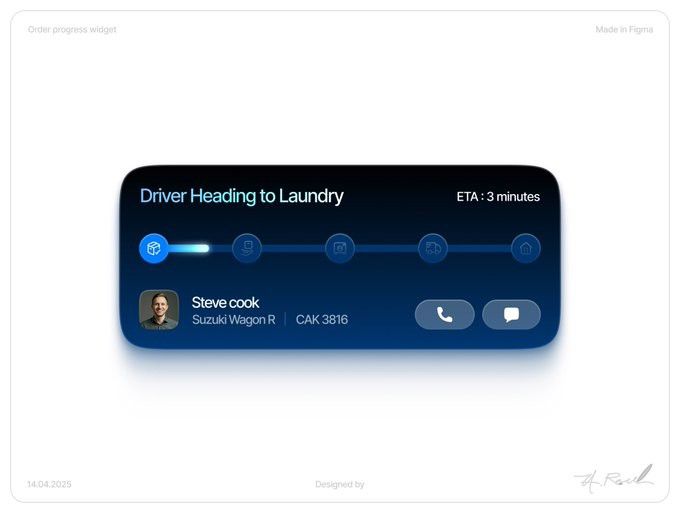 Order progress widget
Made in Figma
Driver Heading to Laundry
ETA : 3 minutes
Steve cook
Suzuki Wagon R | CAK 3816
14.04.2025
Designed by